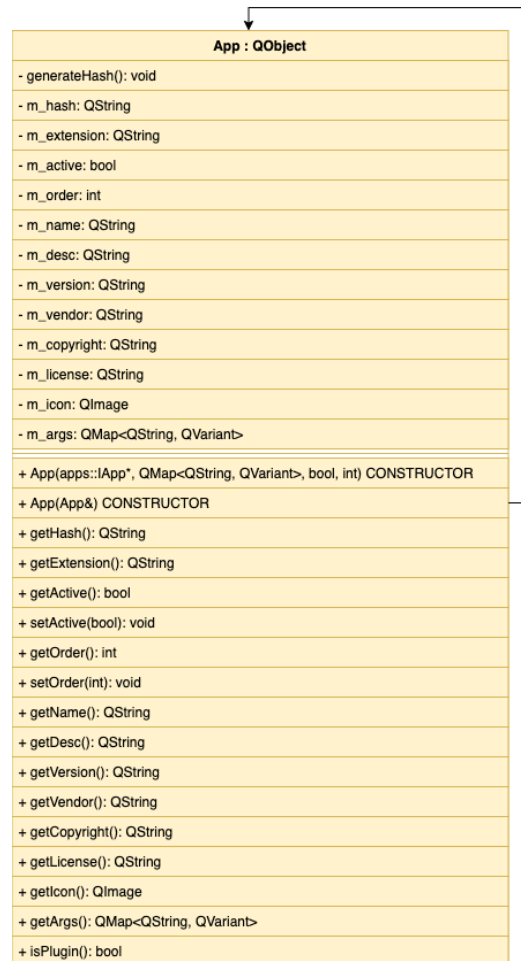 App : QObject
- generateHash(): void
- m_hash: QString
- m_extension: QString
- m_active: bool
- m_order: int
- m_name: QString
- m_desc: QString
- m_version: QString
- m_vendor: QString
- m_copyright: QString
- m_license: QString
- m_icon: QImage
- m_args: QMap<QString, QVariant>
+ App(apps::IApp*, QMap<QString, QVariant>, bool, int) CONSTRUCTOR
+ App(App&) CONSTRUCTOR
+ getHash(): QString
+ getExtension(): QString
+ getActive(): bool
+ setActive(bool): void
+ getOrder(): int
+ setOrder(int): void
+ getName(): QString
+ getDesc(): QString
+ getVersion(): QString
+ getVendor(): QString
+ getCopyright(): QString
+ getLicense(): QString
+ getIcon(): QImage
+ getArgs(): QMap<QString, QVariant>
+ isPlugin(): bool